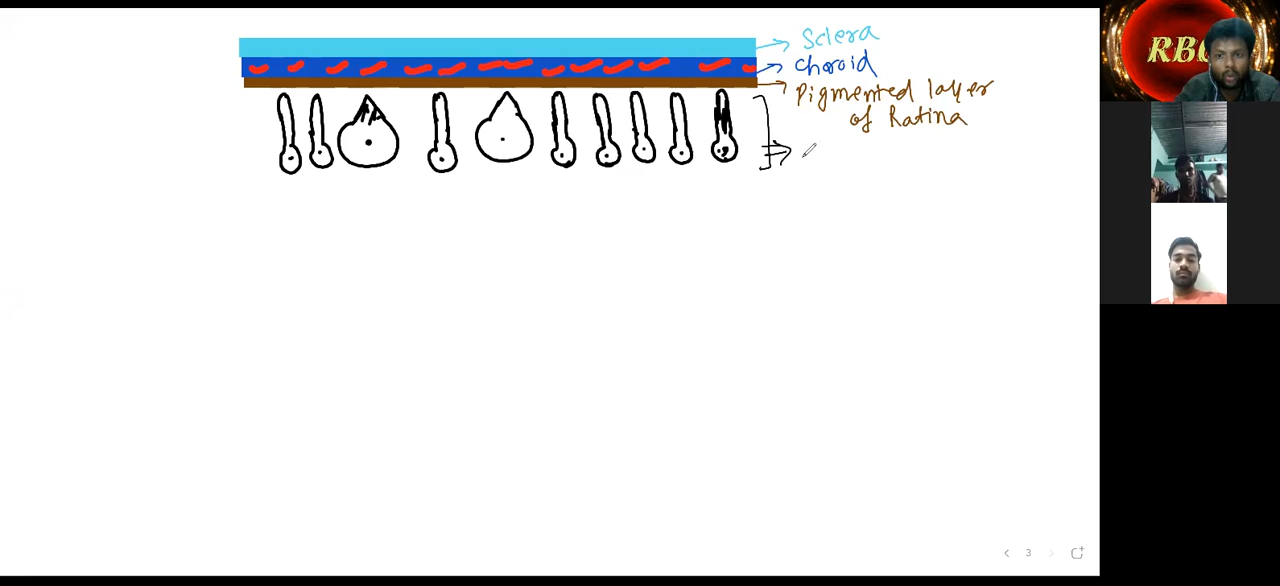 Sclera
choroid
Pigmented layer
of Ratina
RBC
3